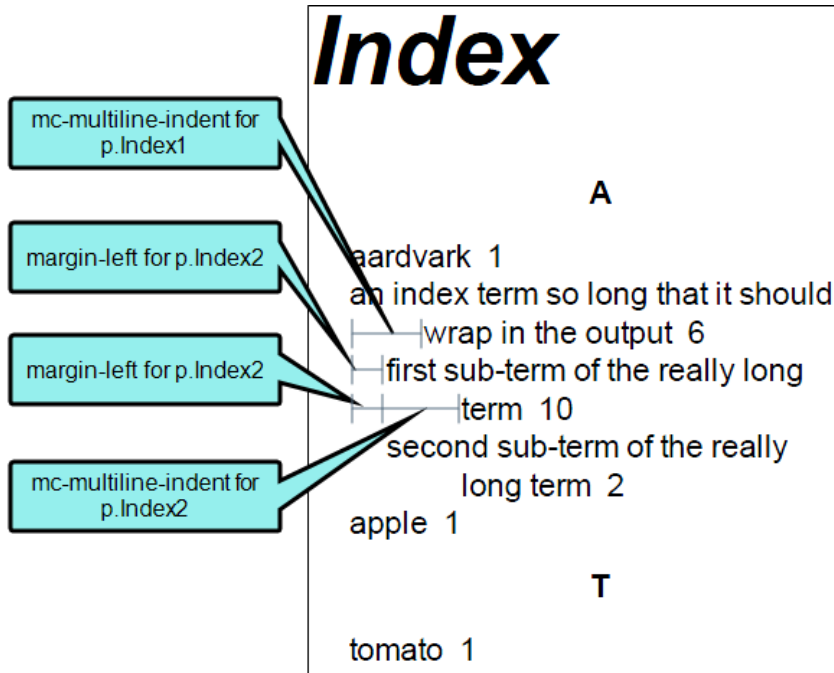 Index
mc-multiline-indent for
p.Index1
A
margin-left for p.Index2
aardvark 1
an index term so long that it should
wrap in the output 6
margin-left for p.Index2
first sub-term of the really long
term 10
second sub-term of the really
mc-multiline-indent for
p.Index2
long term 2
apple 1
T
tomato 1